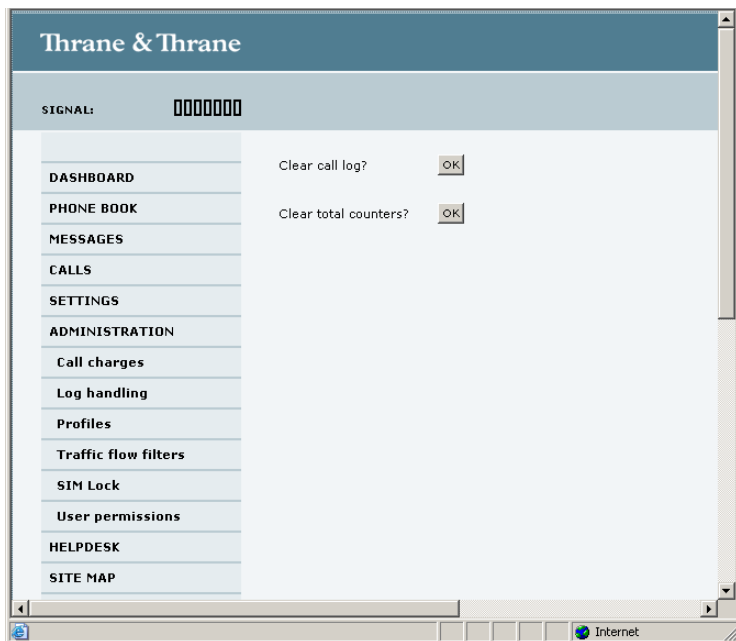 Thrane & Thrane
SIGNAL:
DASHBOARD
PHONE BOOK
MESSAGES
CALLS
SETTINGS
ADMINISTRATION
Call charges
Log handling
Profiles
Traffic flow filters
SIM Lock
User permissions
HELPDESK
SITE MAP
Clear call log? OK
Clear total counters? OK
Internet